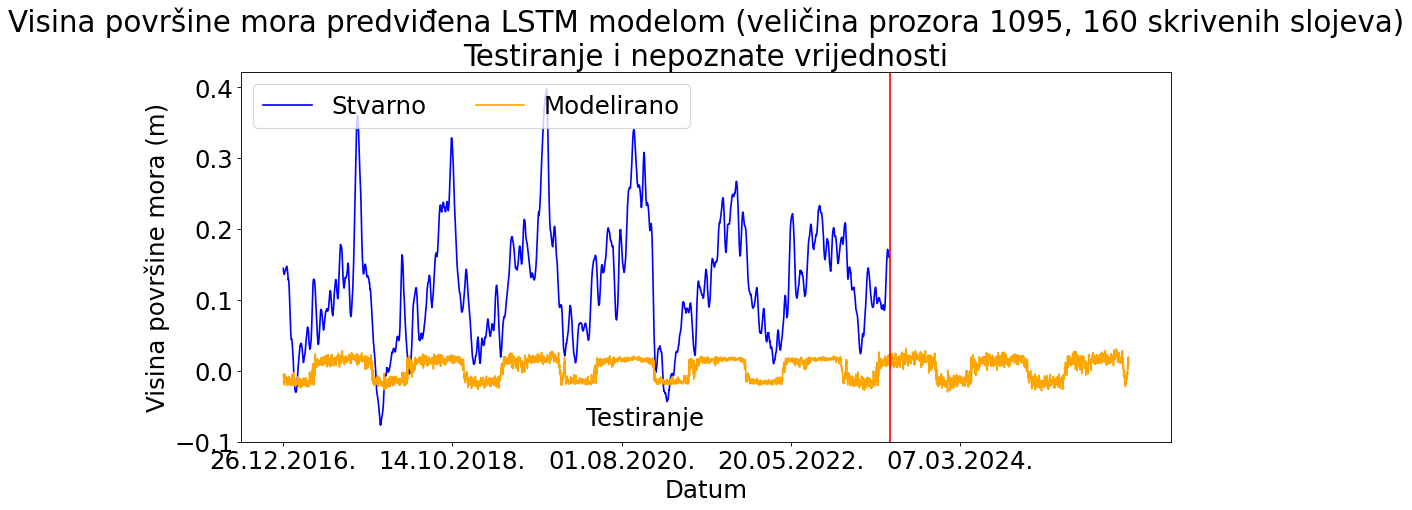 Visina površine mora predviđena LSTM modelom (veličina prozora 1095, 160 skrivenih slojeva)
Testiranje i nepoznate vrijednosti
Stvarno
Modelirano
Visina površine mora (m)
0.4
0.3
0.2
0.1
0.0
−0.1
Testiranje
26.12.2016.
14.10.2018.
01.08.2020.
20.05.2022.
07.03.2024.
Datum